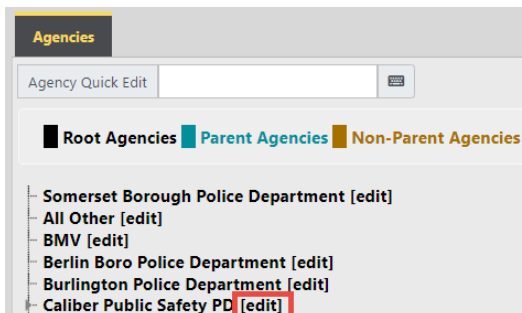 Agencies
Agency Quick Edit
Root Agencies Parent Agencies Non-Parent Agencies
Somerset Borough Police Department [edit]
All Other [edit]
BMV [edit]
Berlin Boro Police Department [edit]
Burlington Police Department [edit]
Caliber Public Safety PD [edit]